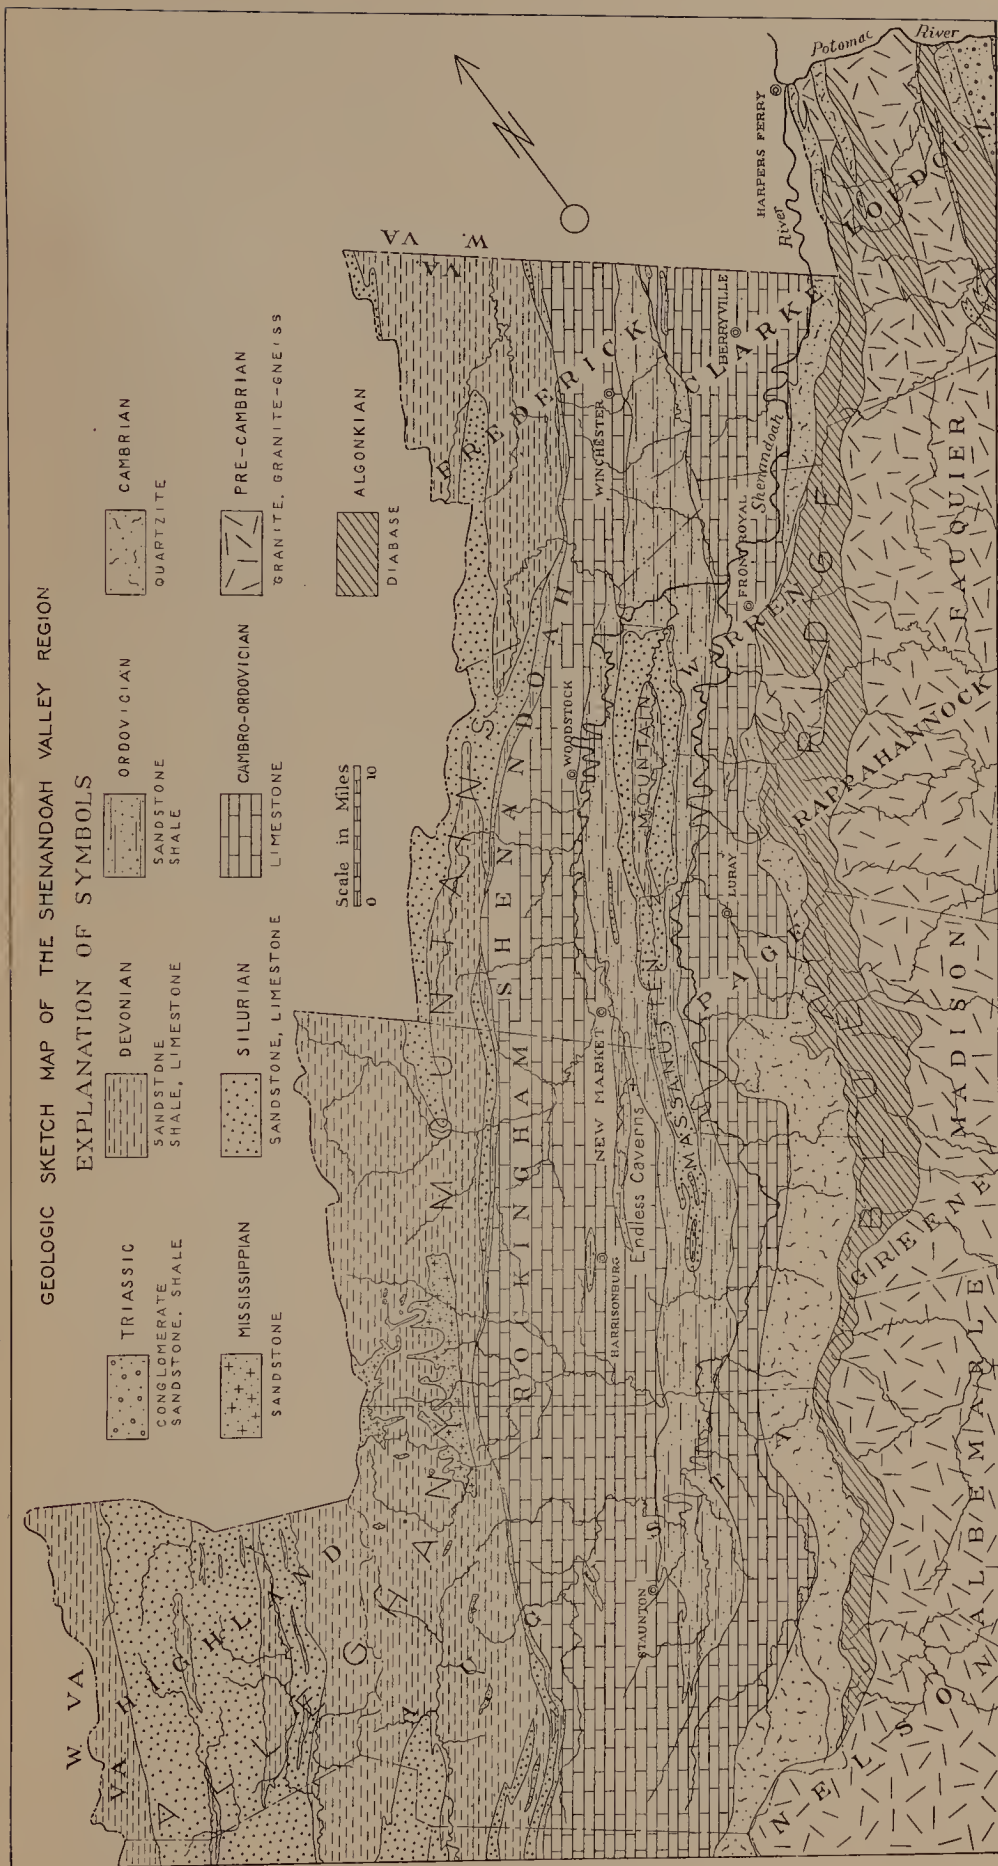 GEOLOGIC SKETCH MAP OF THE SHENANDOAH VALLEY REGION
EXPLANATION OF SYMBOLS
TRIASSIC
CONGLOMERATE
SANDSTONE, SHALE
DEVONIAN
SANDSTONE
SHALE, LIMESTONE
ORDOVICIAN
SANDSTONE
SHALE
CAMBRIAN
QUARTZITE
MISSISSIPPIAN
SANDSTONE
SILURIAN
SANDSTONE, LIMESTONE
CAMBRO-ORDOVICIAN
LIMESTONE
PRE-CAMBRIAN
GRANITE, GRANITE-GNEISS
ALGONKIAN
DIABASE
Scale in Miles
0 10
N
W VA
VA
W. VA
VA
HIGHLAND
ALLEGHANY MOUNTAINS
FREDERICK
SHENANDOAH
ROCKINGHAM
AUGUSTA
WINCHESTER
CLARKE
BERRYVILLE
HARPERS FERRY
River
Potomac River
LOUDOUN
WOODSTOCK
NEW MARKET
Endless Caverns
HARRISONBURG
STAUNTON
MASSANUTTEN MOUNTAIN
FRONT ROYAL
Shenandoah
WARREN
LURAY
PAGE
BLUE RIDGE
RAPPAHANNOCK
FAUQUIER
MADISON
GREENE
ALBEMARLE
NELSON